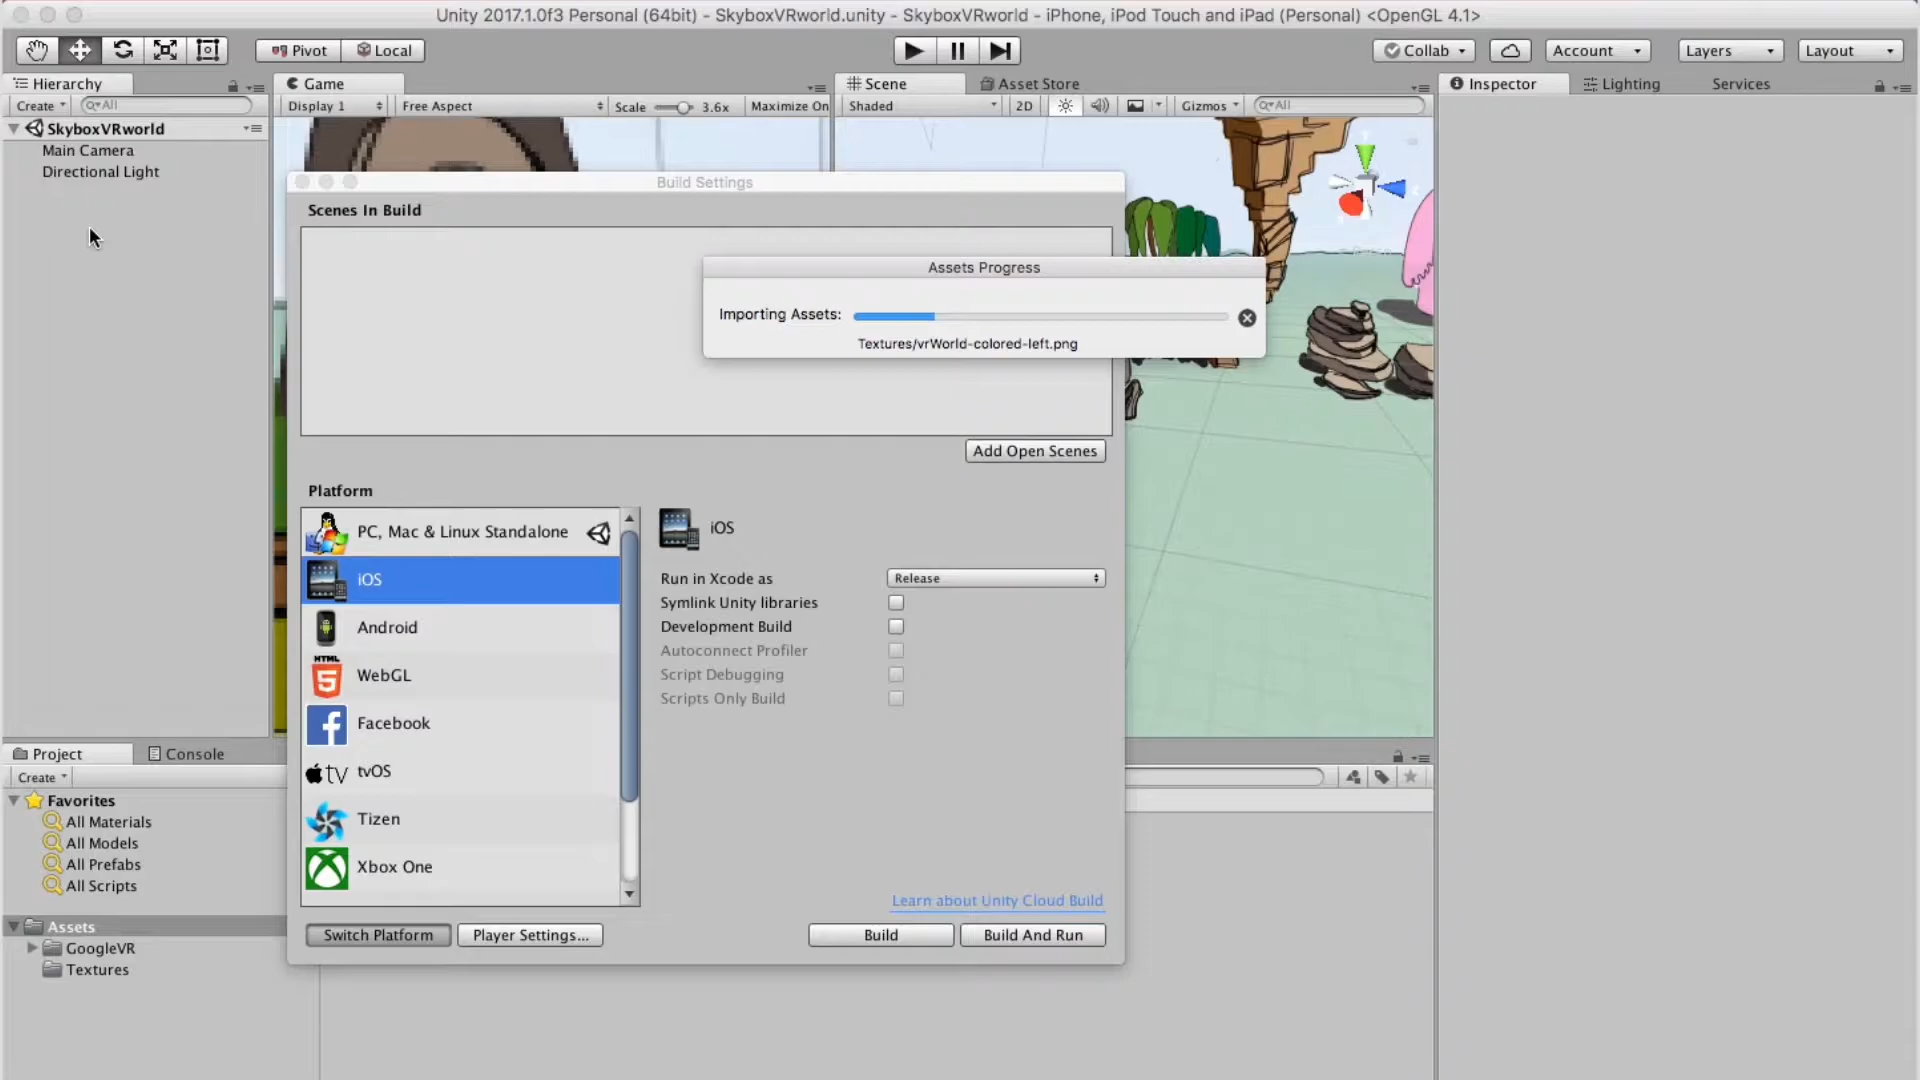 Unity 2017.1.0f3 Personal (64bit) - SkyboxVRworld.unity - SkyboxVRworld - iPhone, iPod Touch and iPad (Personal) <OpenGL 4.1>
Pivot Local Collab Account Layers Layout
Hierarchy Game Scene Asset Store Inspector Lighting Services
Create All Display 1 Free Aspect Scale 3.6x Maximize On Shaded 2D Gizmos All
SkyboxVRworld
Main Camera
Directional Light
Build Settings
Scenes In Build
Assets Progress
Importing Assets:
Textures/vrWorld-colored-left.png
Add Open Scenes
Platform
PC, Mac & Linux Standalone
iOS
Android
HTML
5
WebGL
Facebook
tv tvOS
Tizen
Xbox One
iOS
Run in Xcode as Release
Symlink Unity libraries
Development Build
Autoconnect Profiler
Script Debugging
Scripts Only Build
Learn about Unity Cloud Build
Switch Platform Player Settings... Build Build And Run
Project Console
Create
Favorites
All Materials
All Models
All Prefabs
All Scripts
Assets
GoogleVR
Textures